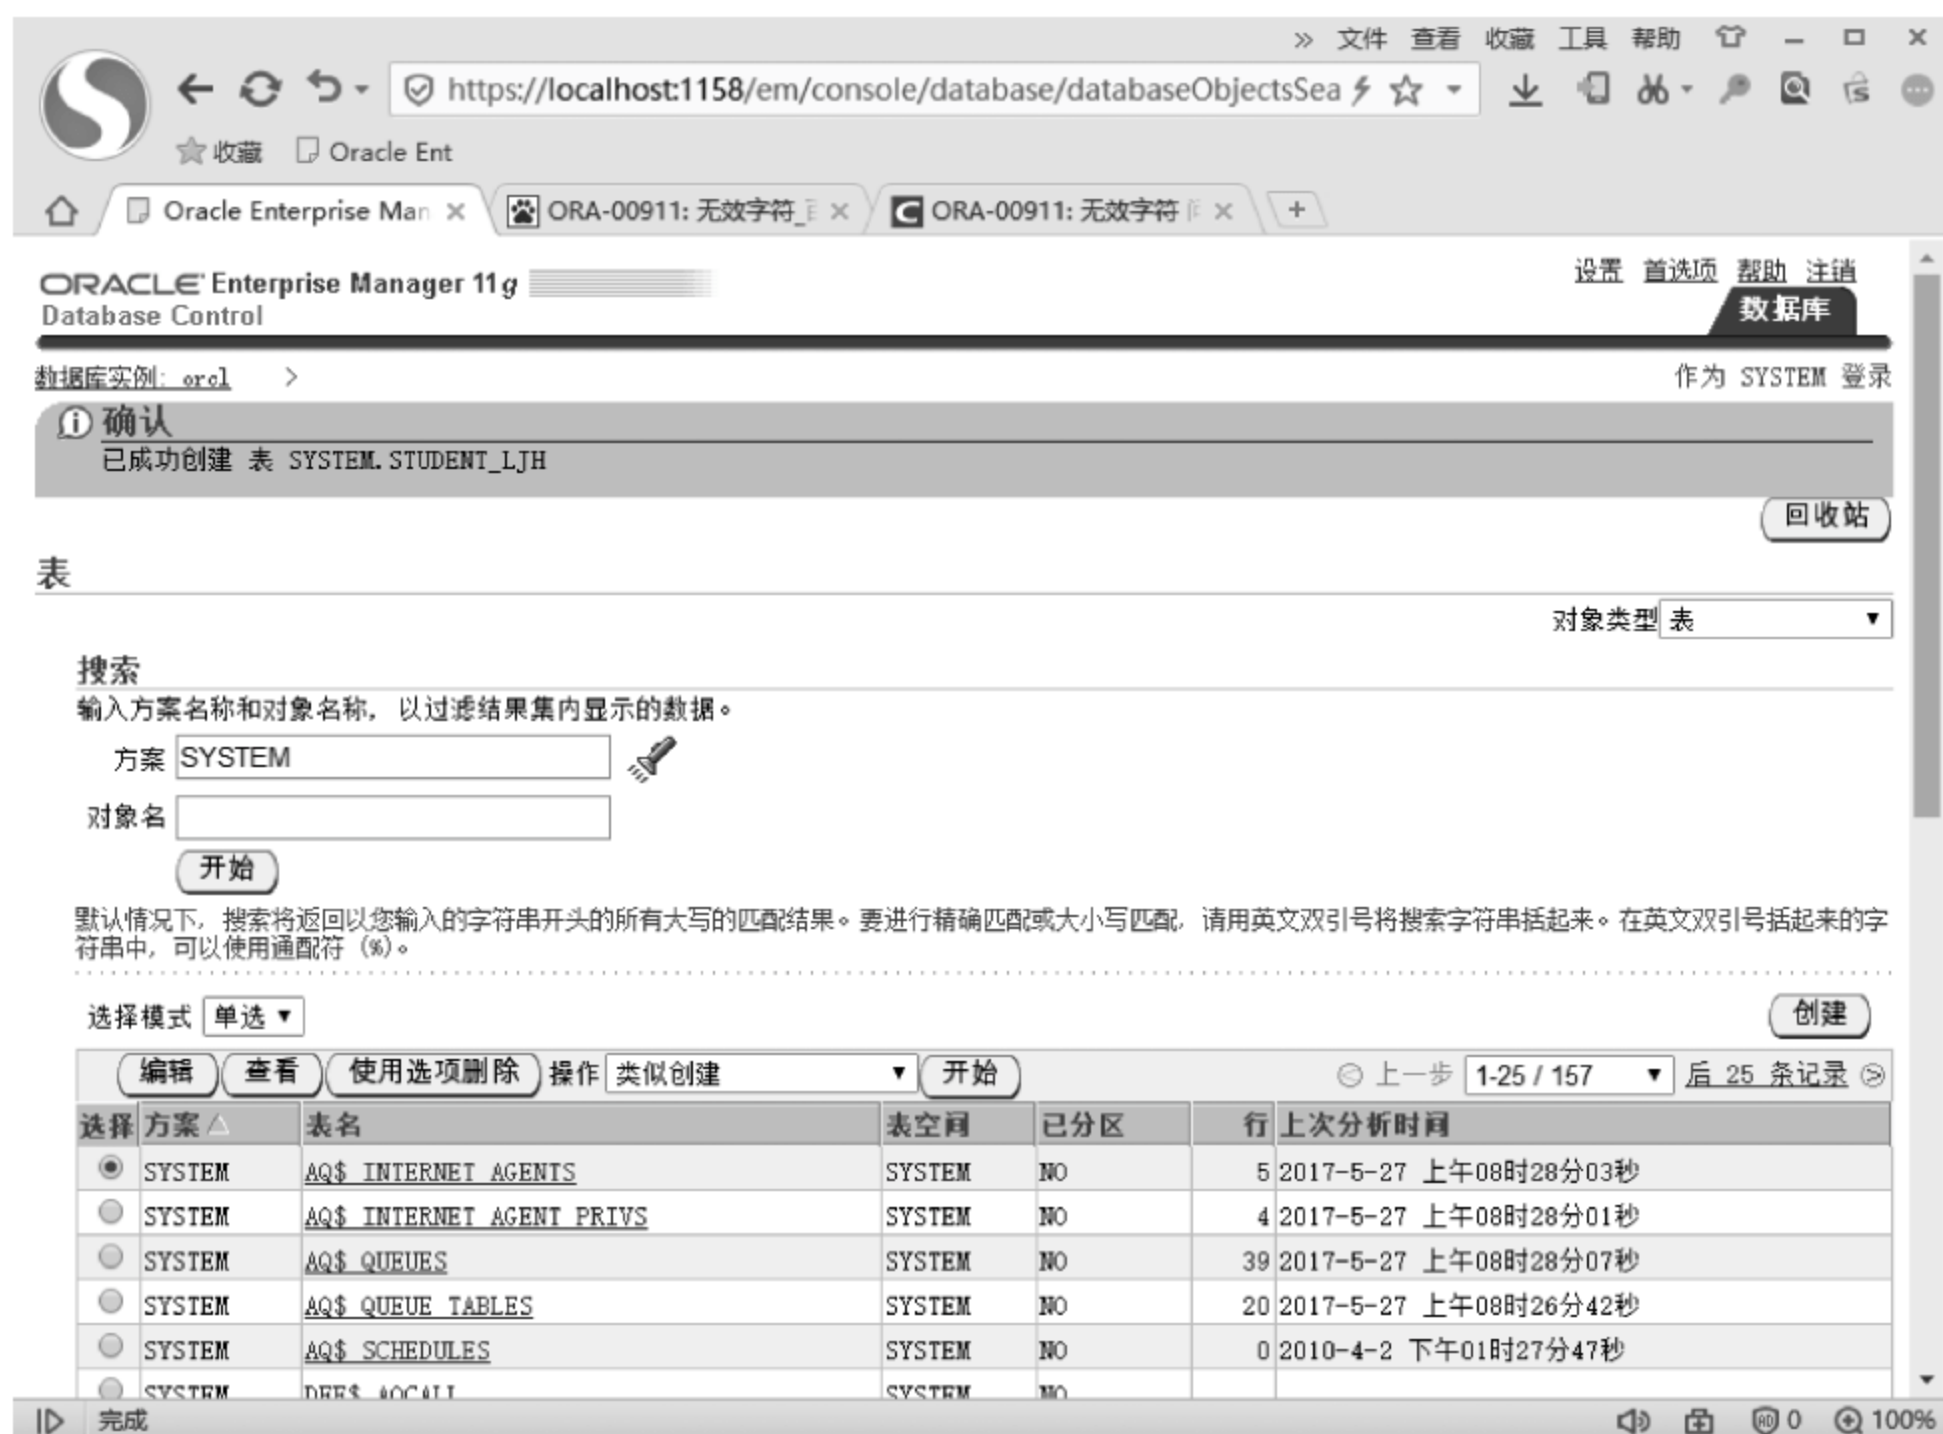 » 文件 查看 收藏 工具 帮助
https://localhost:1158/em/console/database/databaseObjectsSea
收藏 Oracle Ent
Oracle Enterprise Man ORA-00911: 无效字符_ ORA-00911: 无效字符
ORACLE Enterprise Manager 11g
Database Control
设置 首选项 帮助 注销
数据库
数据库实例: orcl >
作为 SYSTEM 登录
确认
已成功创建 表 SYSTEM.STUDENT_LJH
回收站
表
对象类型 表
搜索
输入方案名称和对象名称, 以过滤结果集内显示的数据。
方案 SYSTEM
对象名
开始
默认情况下, 搜索将返回以您输入的字符串开头的所有大写的匹配结果。要进行精确匹配或大小写匹配, 请用英文双引号将搜索字符串括起来。在英文双引号括起来的字
符串中, 可以使用通配符 (%)。
选择模式 单选
创建
编辑 查看 使用选项删除 操作 类似创建 开始 上一步 1-25 / 157 后 25 条记录
选择 方案 表名 表空间 已分区 行 上次分析时间
SYSTEM AQ$_INTERNET_AGENTS SYSTEM NO 5 2017-5-27 上午08时28分03秒
SYSTEM AQ$_INTERNET_AGENT_PRIVS SYSTEM NO 4 2017-5-27 上午08时28分01秒
SYSTEM AQ$_QUEUES SYSTEM NO 39 2017-5-27 上午08时28分07秒
SYSTEM AQ$_QUEUE_TABLES SYSTEM NO 20 2017-5-27 上午08时26分42秒
SYSTEM AQ$_SCHEDULES SYSTEM NO 0 2010-4-2 下午01时27分47秒
SYSTEM DEF$_AQCALL SYSTEM NO
完成 0 100%